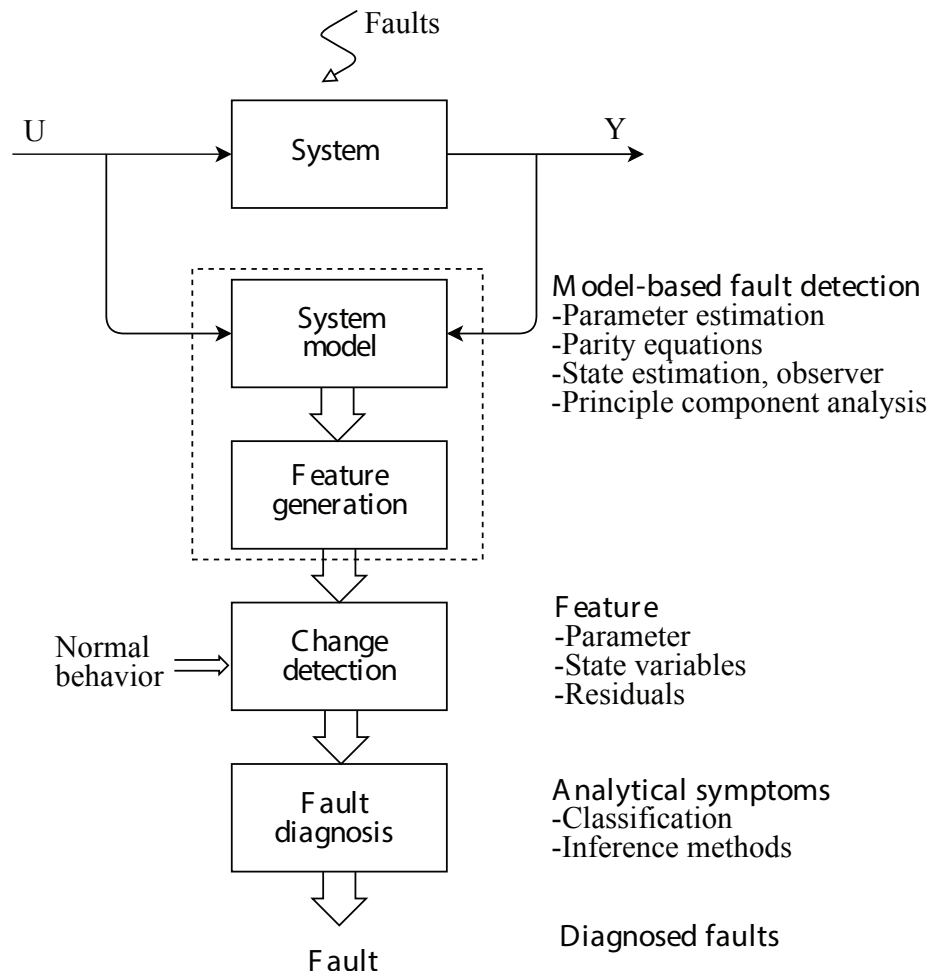 Faults
U
Y
System
System
model
Model-based fault detection
-Parameter estimation
-Parity equations
-State estimation, observer
-Principle component analysis
Feature
generation
Normal
behavior
Change
detection
Feature
-Parameter
-State variables
-Residuals
Fault
diagnosis
Analytical symptoms
-Classification
-Inference methods
Fault
Diagnosed faults